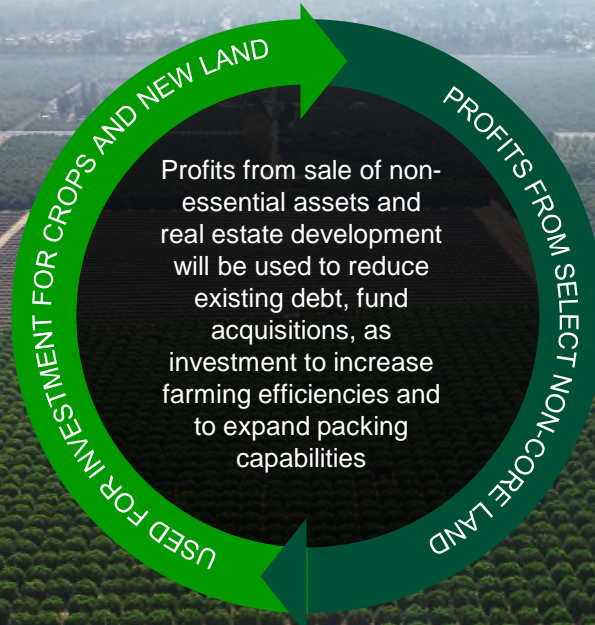 USED FOR INVESTMENT FOR CROPS AND NEW LAND
PROFITS FROM SELECT NON-CORE LAND
Profits from sale of non-
essential assets and
real estate development
will be used to reduce
existing debt, fund
acquisitions, as
investment to increase
farming efficiencies and
to expand packing
capabilities